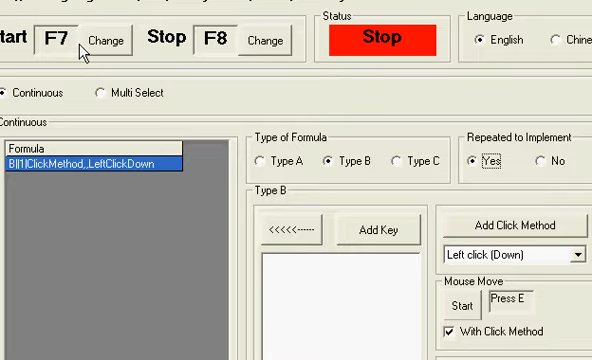 Status
Language
tart F7 Change Stop F8 Change Stop English Chine
Continuous Multi Select
Continuous
Type of Formula
Repeated to Implement
Formula
B||1|ClickMethod,,LeftClickDown
Type A Type B Type C Yes No
Type B
<<<<<------ Add Key Add Click Method
Left click (Down)
Mouse Move
Start Press E
With Click Method